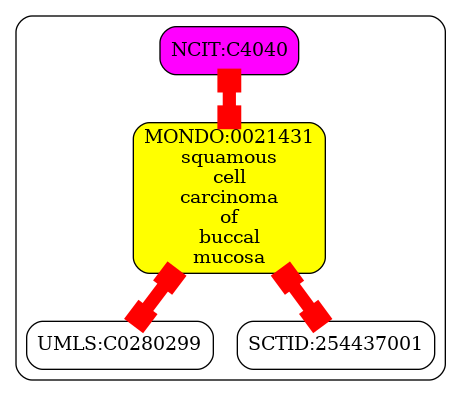 NCIT:C4040
MONDO:0021431
squamous
cell
carcinoma
of
buccal
mucosa
UMLS:C0280299
SCTID:254437001